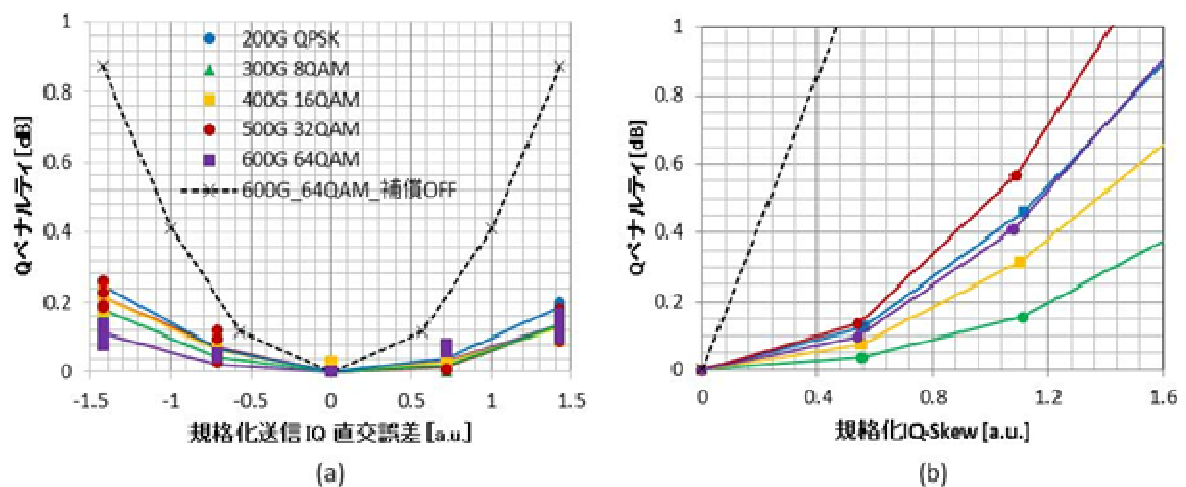 1
0.8
0.6
0.4
0.2
0
Qペナルティ [dB]
200G QPSK
300G 8QAM
400G 16QAM
500G 32QAM
600G 64QAM
600G_64QAM_補償OFF
-1.5 -1 -0.5 0 0.5 1 1.5
規格化送信 IQ 直交誤差 [a.u.]
(a)
1
0.8
0.6
0.4
0.2
0
Qペナルティ [dB]
0 0.4 0.8 1.2 1.6
規格化IQ-Skew [a.u.]
(b)